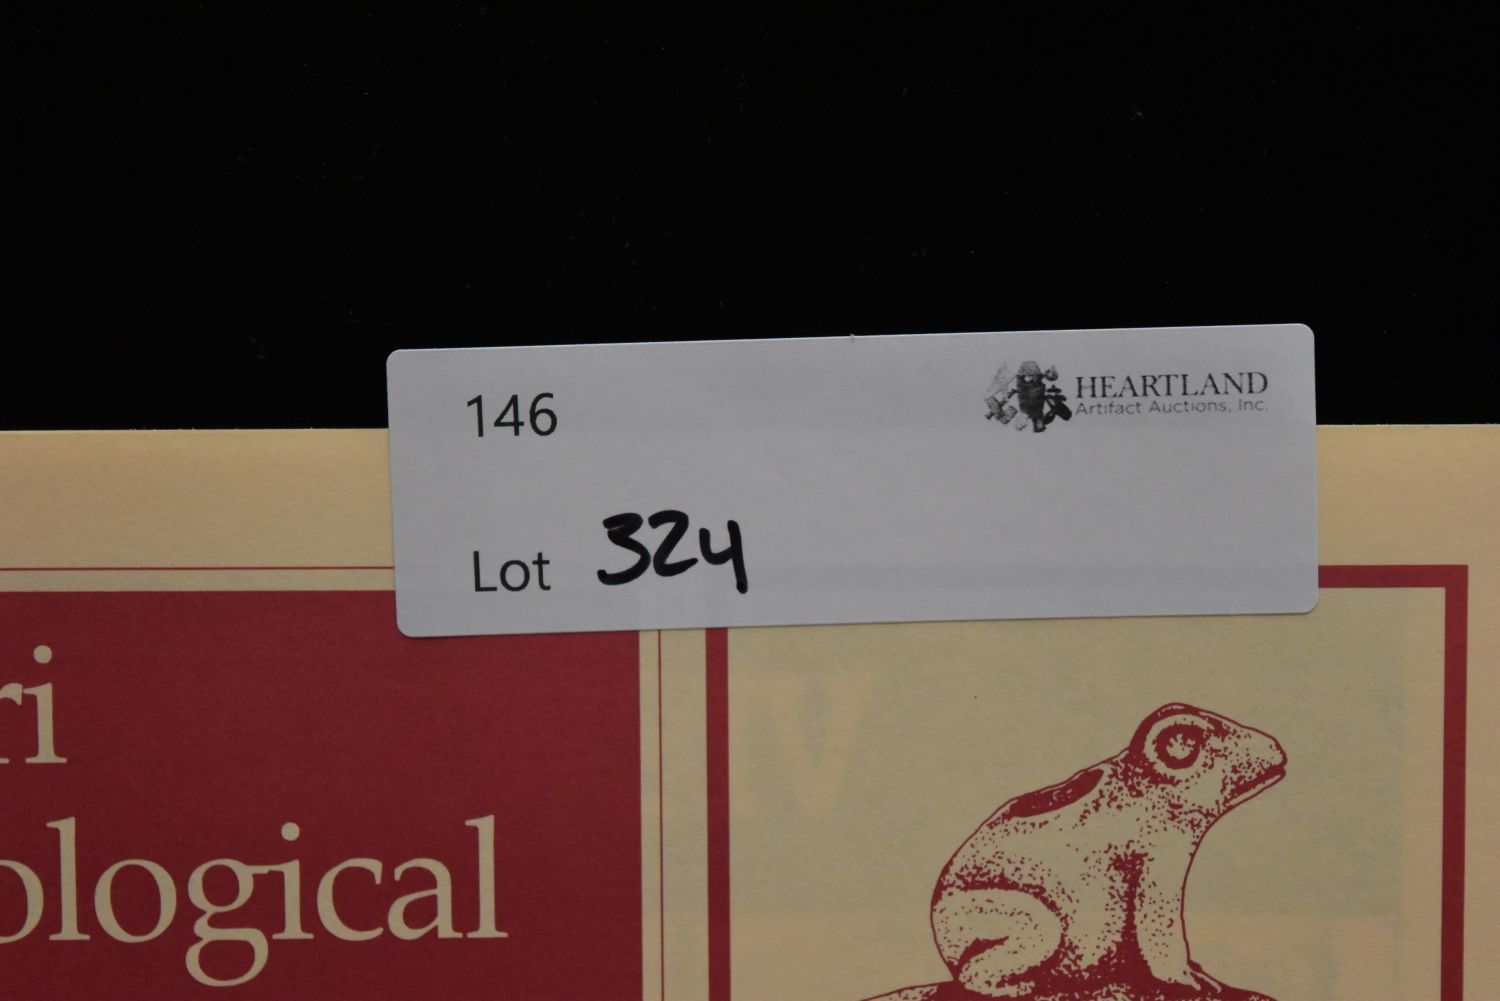 146
HEARTLAND
Artifact Auctions, Inc.
Lot 324
ri
ological